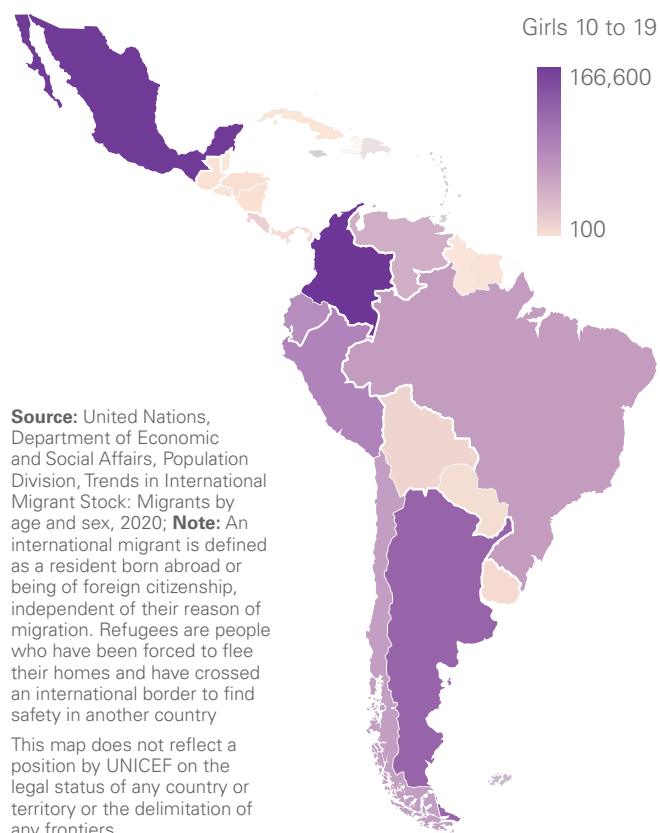 Girls 10 to 19
166,600
100
Source: United Nations,
Department of Economic
and Social Affairs, Population
Division, Trends in International
Migrant Stock: Migrants by
age and sex, 2020; Note: An
international migrant is defined
as a resident born abroad or
being of foreign citizenship,
independent of their reason of
migration. Refugees are people
who have been forced to flee
their homes and have crossed
an international border to find
safety in another country
This map does not reflect a
position by UNICEF on the
legal status of any country or
territory or the delimitation of
any frontiers